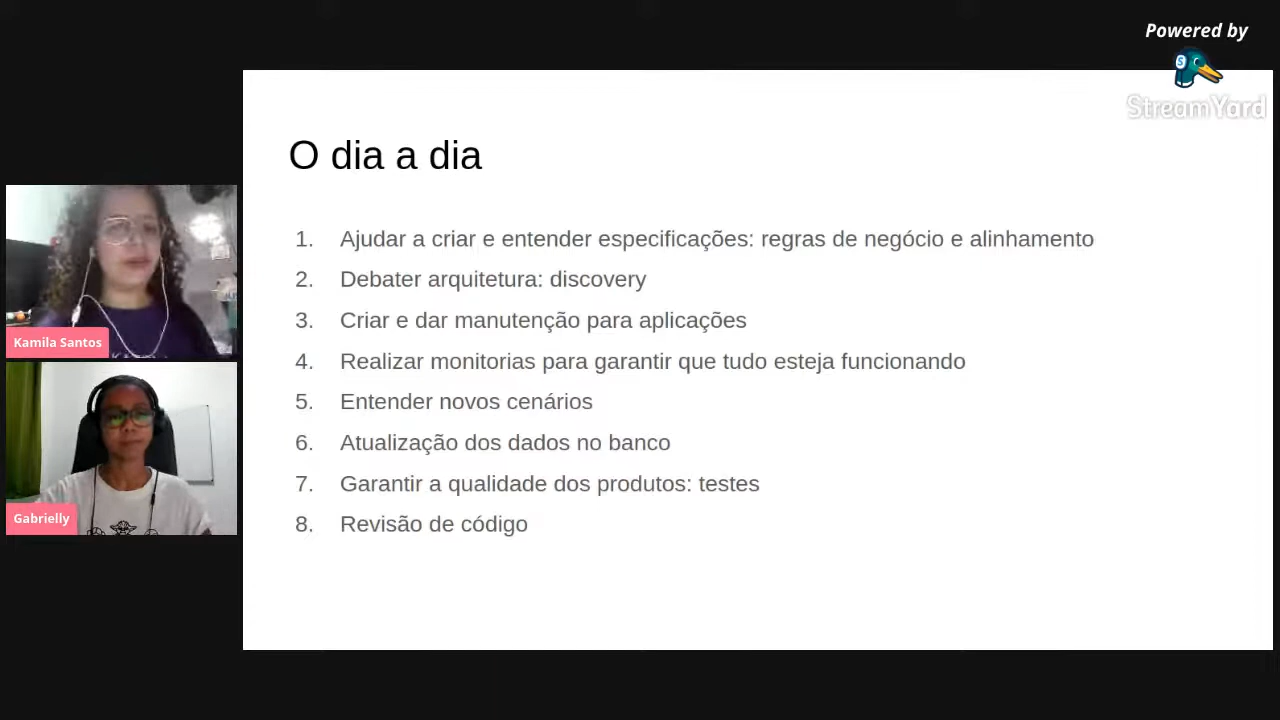 Powered by
StreamYard
O dia a dia
1. Ajudar a criar e entender especificações: regras de negócio e alinhamento
2. Debater arquitetura: discovery
3. Criar e dar manutenção para aplicações
4. Realizar monitorias para garantir que tudo esteja funcionando
5. Entender novos cenários
6. Atualização dos dados no banco
7. Garantir a qualidade dos produtos: testes
8. Revisão de código
Kamila Santos
Gabrielly